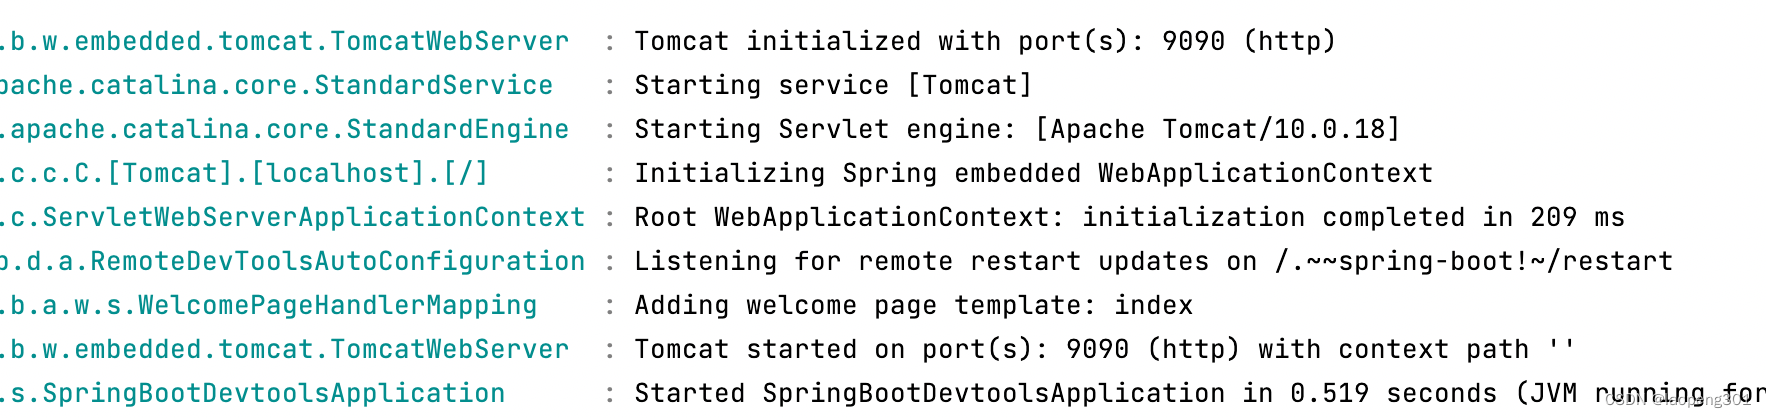 .b.w.embedded.tomcat.TomcatWebServer : Tomcat initialized with port(s): 9090 (http)
pache.catalina.core.StandardService : Starting service [Tomcat]
.apache.catalina.core.StandardEngine : Starting Servlet engine: [Apache Tomcat/10.0.18]
.c.c.C.[Tomcat].[localhost].[/] : Initializing Spring embedded WebApplicationContext
.c.ServletWebServerApplicationContext : Root WebApplicationContext: initialization completed in 209 ms
b.d.a.RemoteDevToolsAutoConfiguration : Listening for remote restart updates on /.~~spring-boot!~/restart
.b.a.w.s.WelcomePageHandlerMapping : Adding welcome page template: index
.b.w.embedded.tomcat.TomcatWebServer : Tomcat started on port(s): 9090 (http) with context path ''
.s.SpringBootDevtoolsApplication : Started SpringBootDevtoolsApplication in 0.519 seconds (JVM running for
CSDN @laopeng301